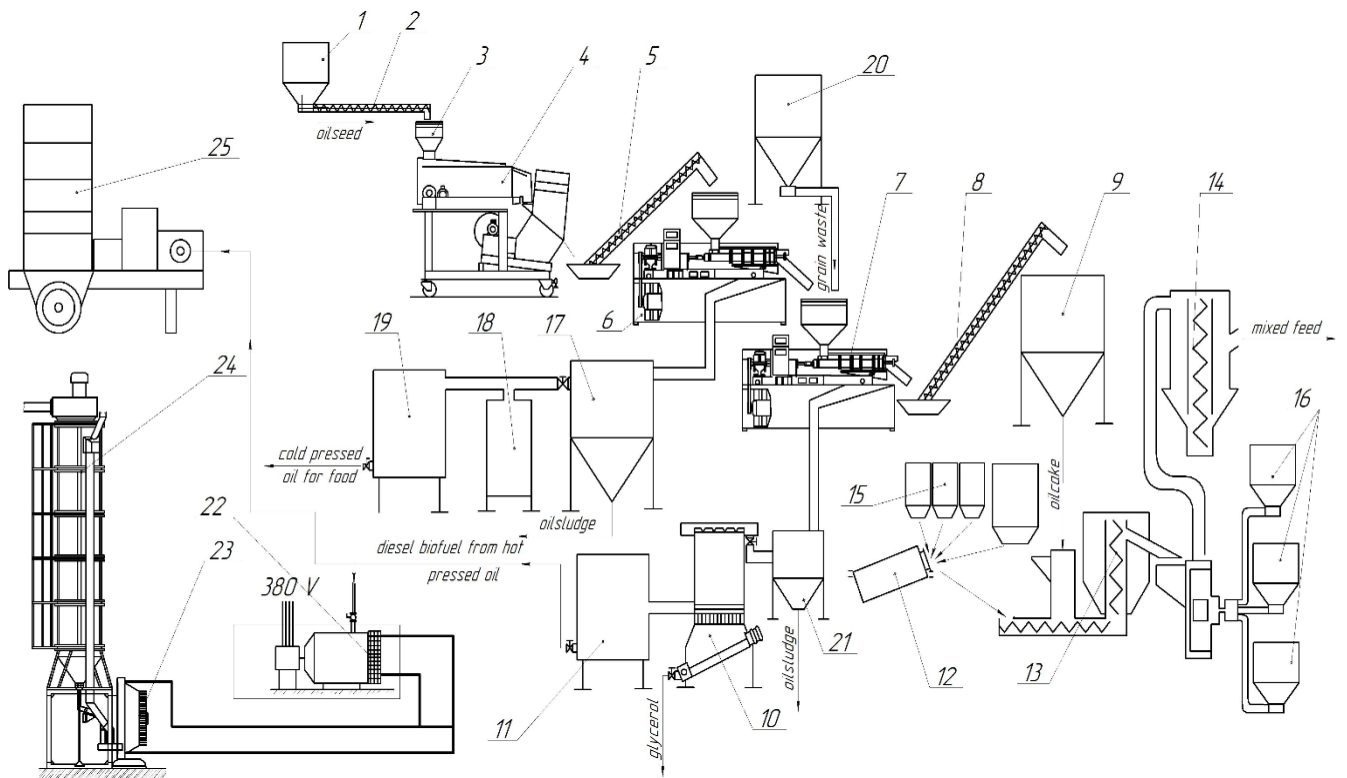 1
2
3
4
5
20
oilseed
25
7
8
9
14
grain waste
mixed feed
6
19
18
17
24
16
cold pressed
oil for food
oilsludge
15
oilcake
22
diesel biofuel from hot
pressed oil
23
380 V
12
13
21
11
10
glycerol
oilsludge